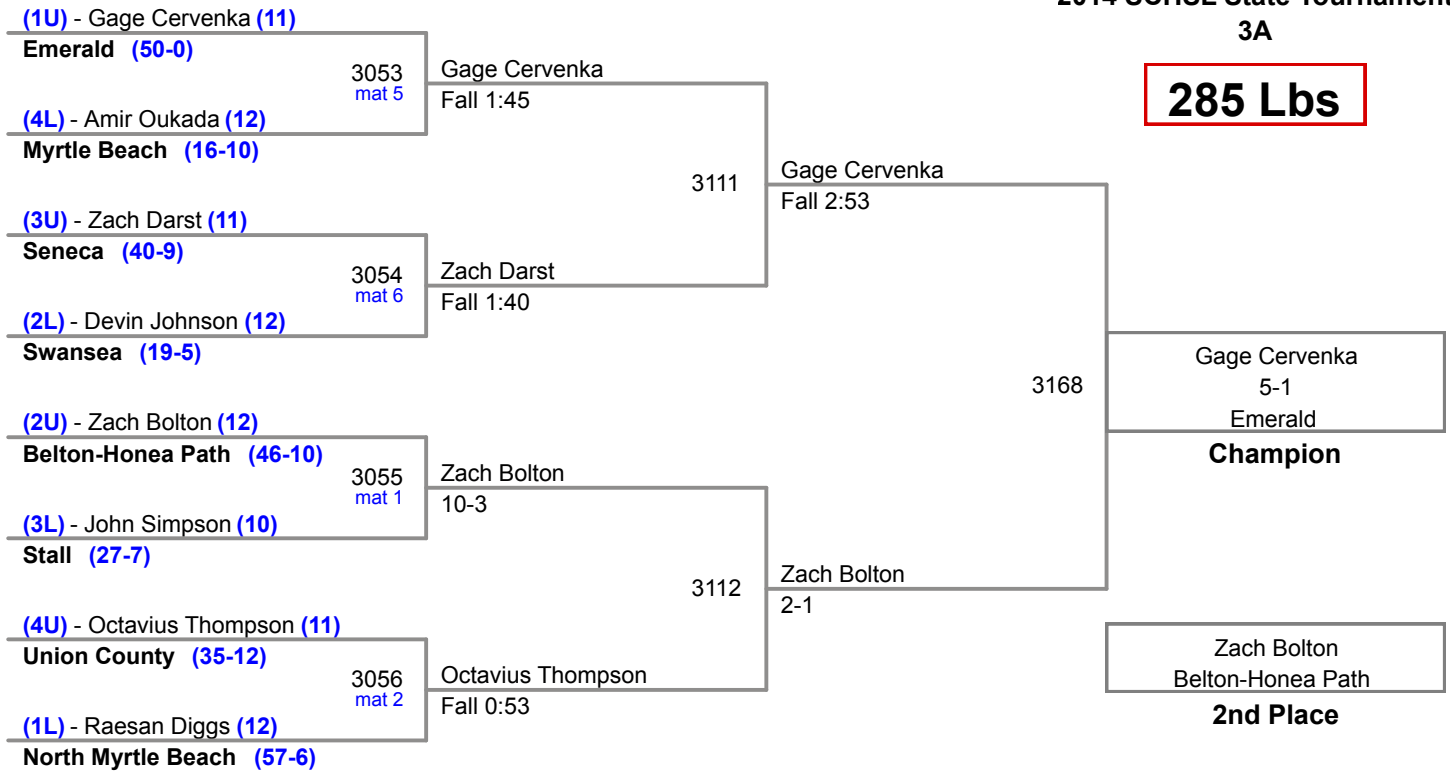 2014 SCHSL State Tournament
3A
285 Lbs
(1U) - Gage Cervenka (11)
Emerald (50-0)
3053
mat 5
Gage Cervenka
Fall 1:45
(4L) - Amir Oukada (12)
Myrtle Beach (16-10)
3111
Gage Cervenka
Fall 2:53
(3U) - Zach Darst (11)
Seneca (40-9)
3054
mat 6
Zach Darst
Fall 1:40
(2L) - Devin Johnson (12)
Swansea (19-5)
3168
Gage Cervenka
5-1
Emerald
Champion
(2U) - Zach Bolton (12)
Belton-Honea Path (46-10)
3055
mat 1
Zach Bolton
10-3
(3L) - John Simpson (10)
Stall (27-7)
3112
Zach Bolton
2-1
(4U) - Octavius Thompson (11)
Union County (35-12)
3056
mat 2
Octavius Thompson
Fall 0:53
(1L) - Raesan Diggs (12)
North Myrtle Beach (57-6)
Zach Bolton
Belton-Honea Path
2nd Place